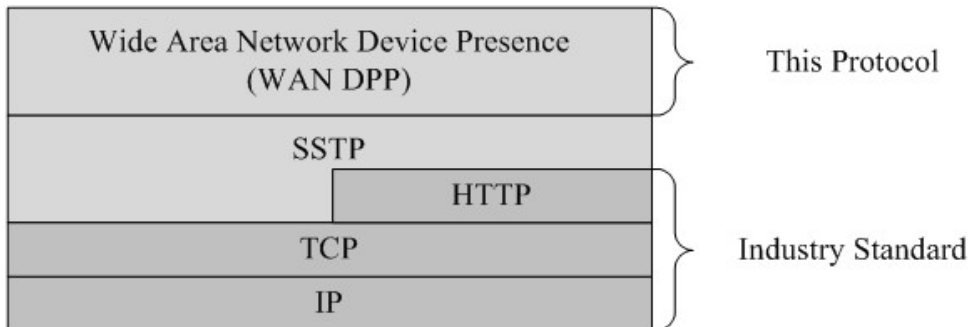 Wide Area Network Device Presence
(WAN DPP)
This Protocol
SSTP
HTTP
TCP
Industry Standard
IP